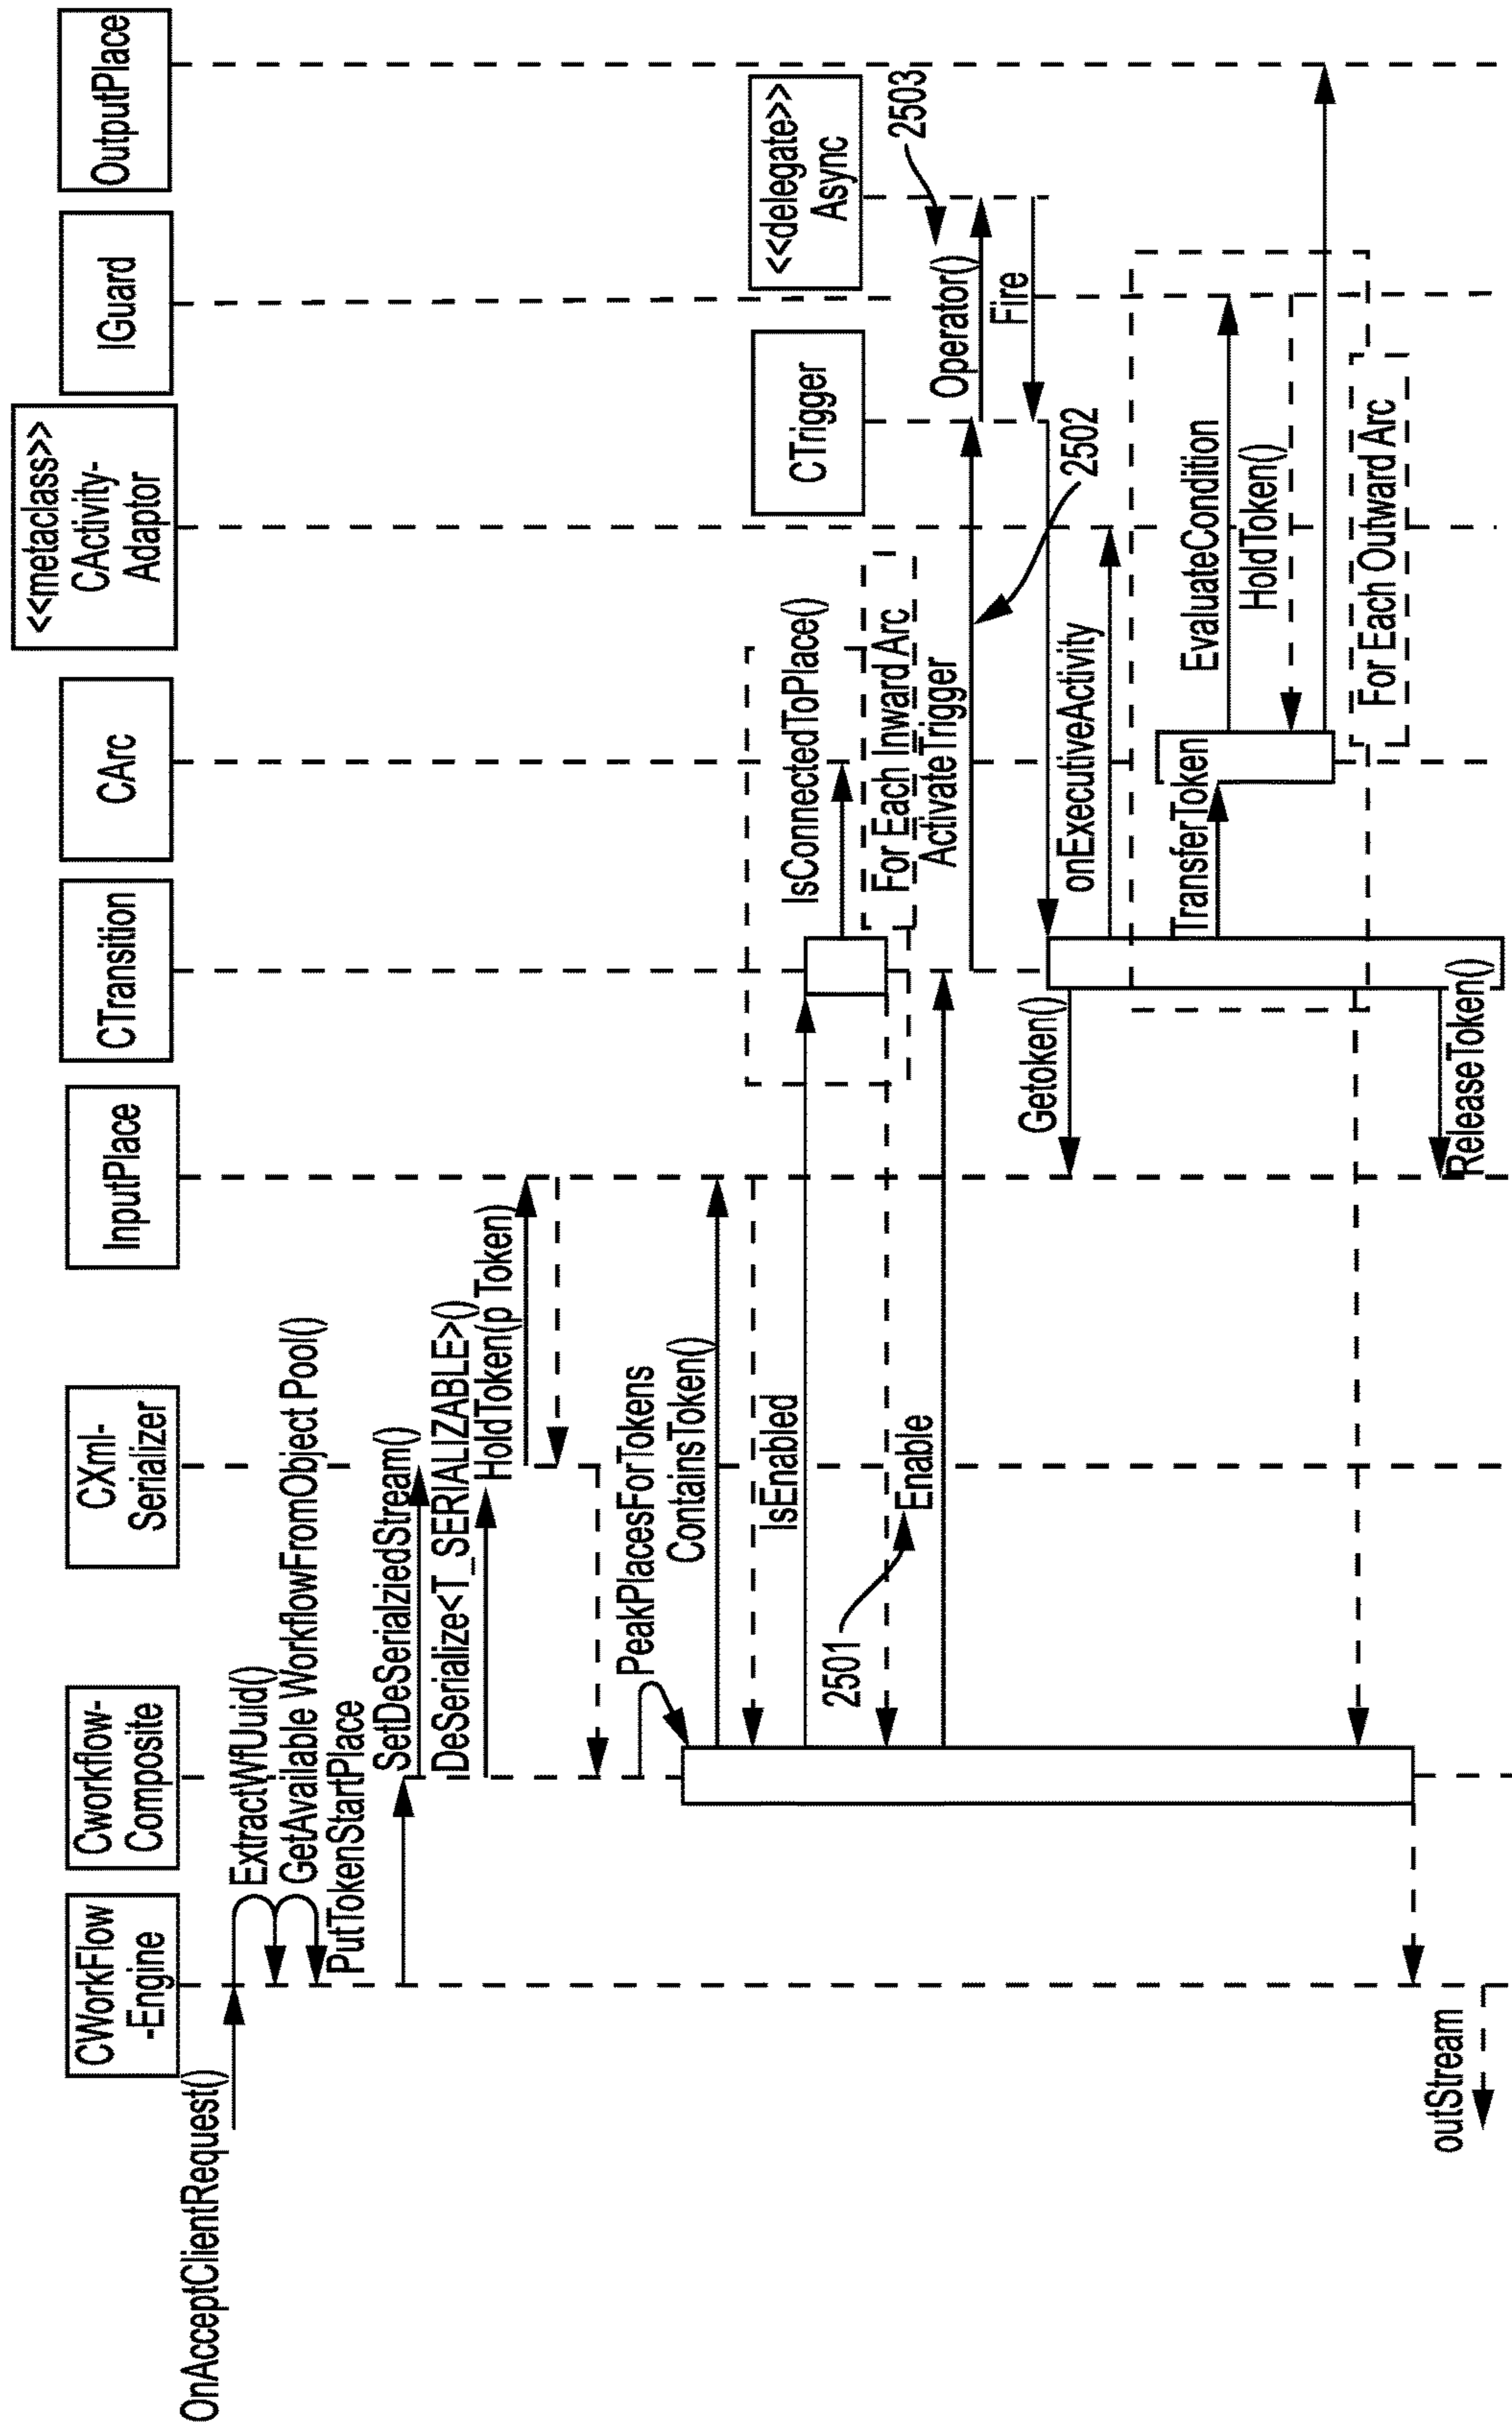 CWorkFlow
-Engine
Cworkflow-
Composite
CXml-
Serializer
InputPlace
CTransition
CArc
<<metaclass>>
CActivity-
Adaptor
IGuard
OutputPlace
OnAcceptClientRequest()
ExtractWfUuid()
GetAvailable WorkflowFromObject Pool()
PutTokenStartPlace
SetDeSerialziedStream()
DeSerialize<T_SERIALIZABLE>()
HoldToken(p Token)
PeakPlacesForTokens
ContainsToken()
IsEnabled
IsConnectedToPlace()
For Each Inward Arc
CTrigger
<<delegate>>
Async
2501
Enable
ActivateTrigger
2502
Operator()
2503
Fire
Getoken()
onExecutiveActivity
TransferToken
EvaluateCondition
HoldToken()
For Each Outward Arc
ReleaseToken()
outStream